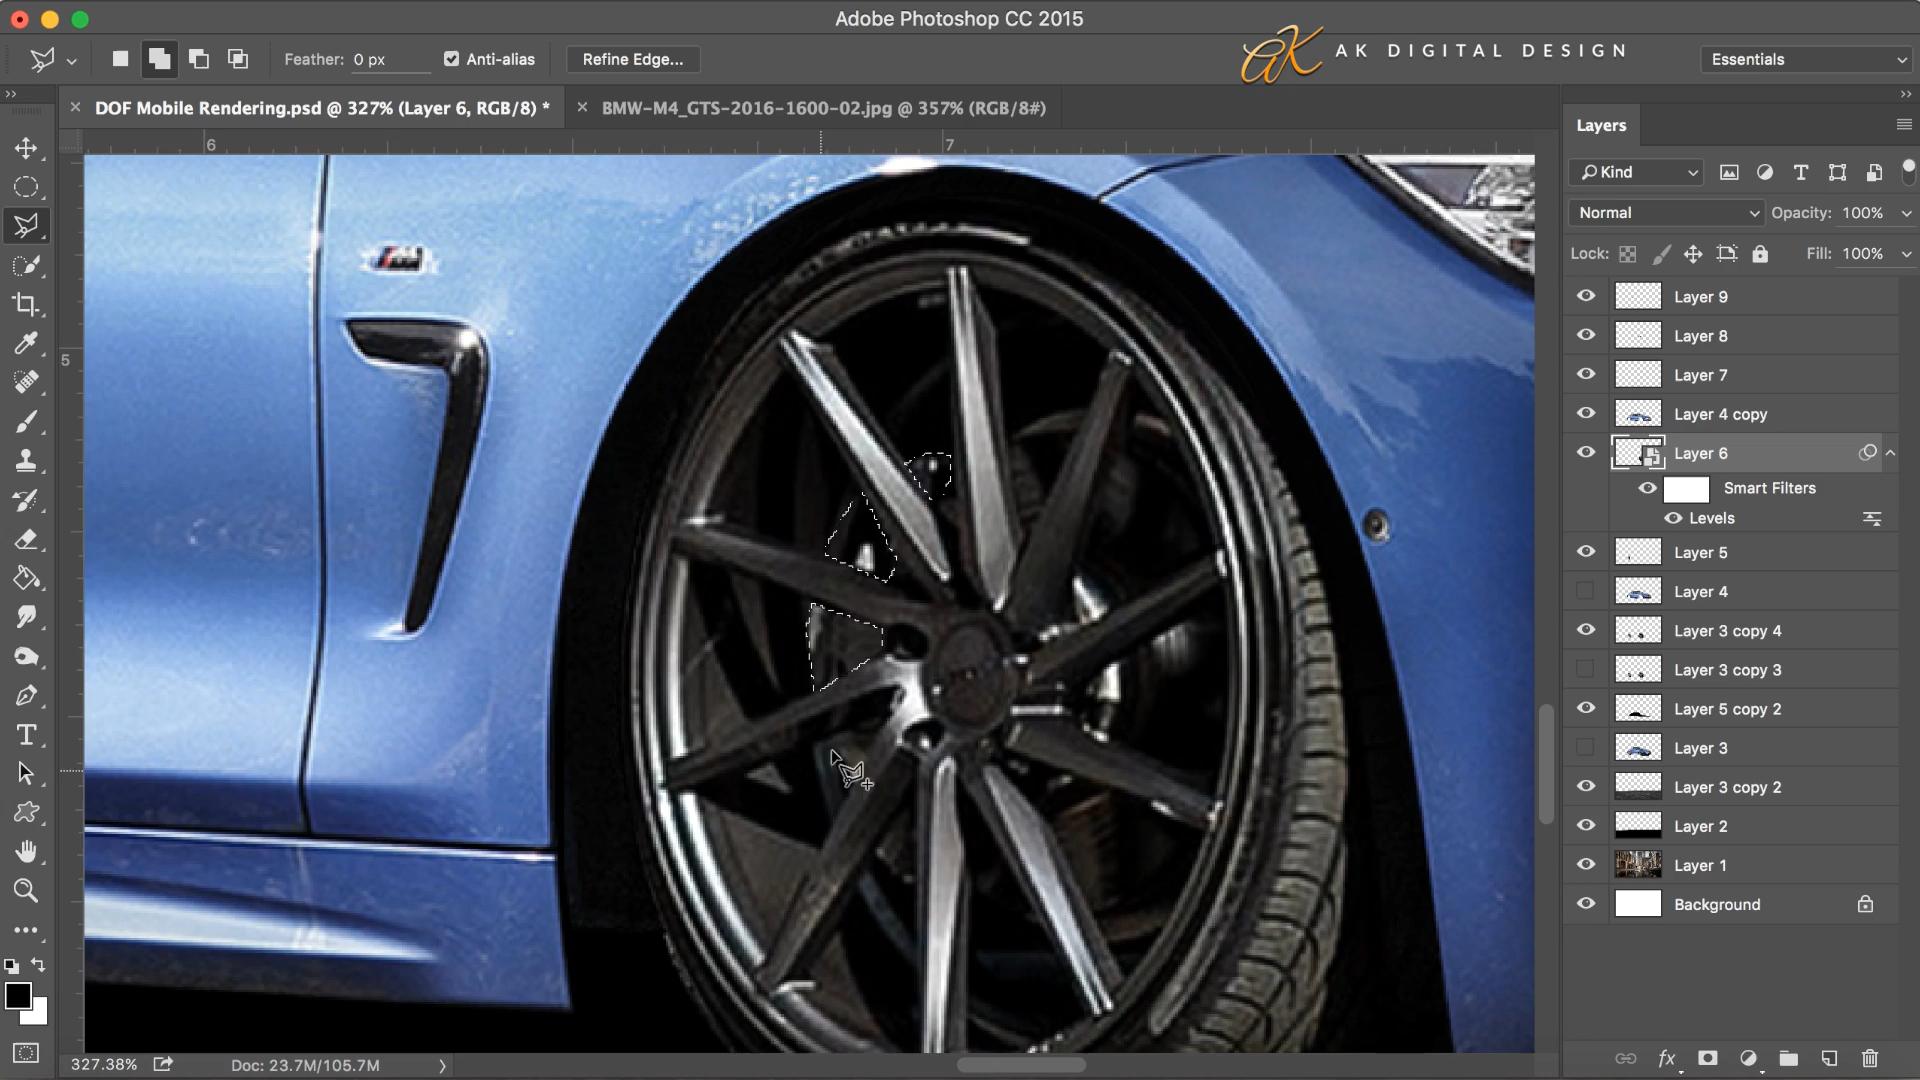 Adobe Photoshop CC 2015
Feather: 0 px
Anti-alias
Refine Edge...
AK
AK DIGITAL DESIGN
Essentials
DOF Mobile Rendering.psd @ 327% (Layer 6, RGB/8) *
BMW-M4_GTS-2016-1600-02.jpg @ 357% (RGB/8#)
6
7
5
Layers
Kind
Normal
Opacity: 100%
Lock:
Fill: 100%
Layer 9
Layer 8
Layer 7
Layer 4 copy
Layer 6
Smart Filters
Levels
Layer 5
Layer 4
Layer 3 copy 4
Layer 3 copy 3
Layer 5 copy 2
Layer 3
Layer 3 copy 2
Layer 2
Layer 1
Background
327.38%
Doc: 23.7M/105.7M
fx